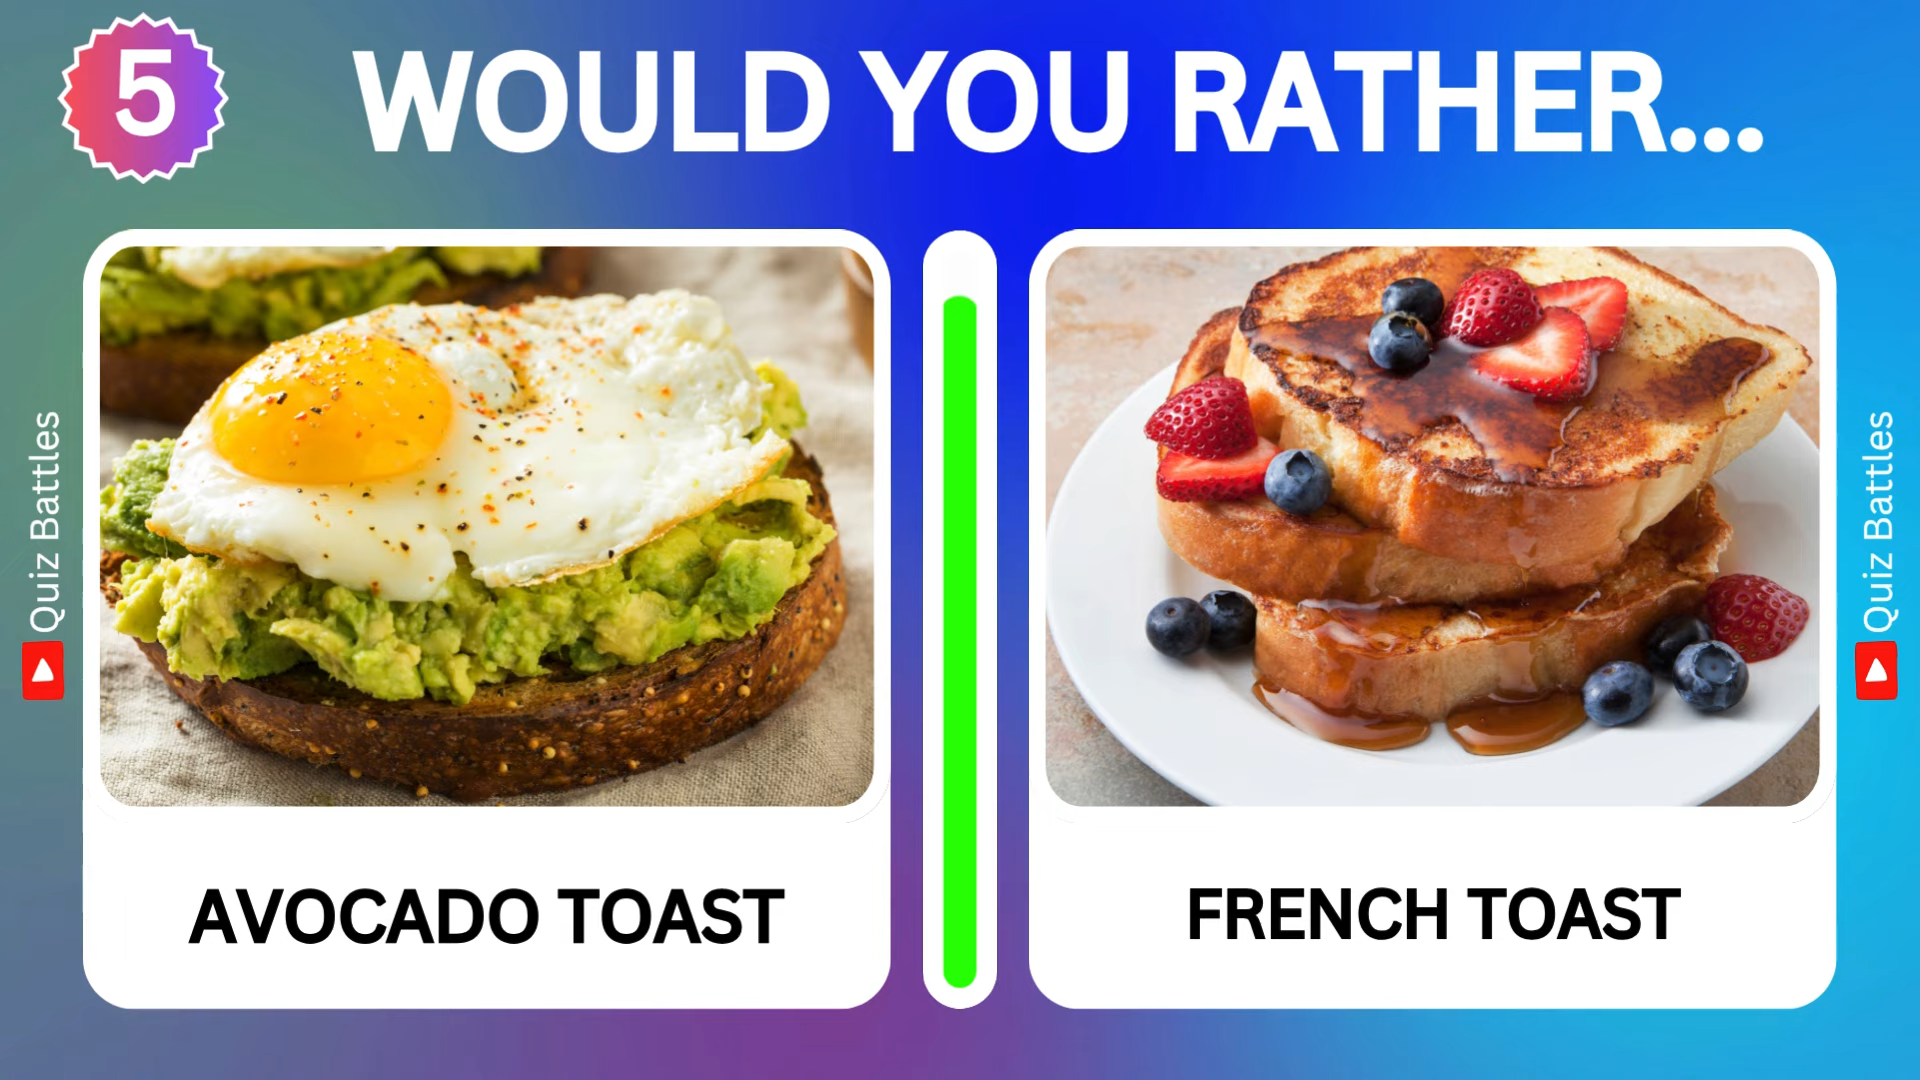 5
WOULD YOU RATHER...
Quiz Battles
Quiz Battles
AVOCADO TOAST
FRENCH TOAST